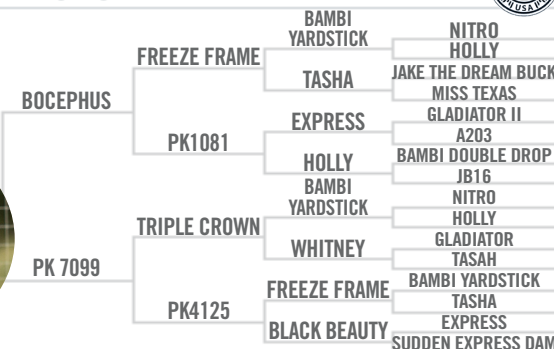 BOCEPHUS
PK 7099
FREEZE FRAME
PK1081
TRIPLE CROWN
PK4125
BAMBI
YARDSTICK
TASHA
EXPRESS
HOLLY
BAMBI
YARDSTICK
WHITNEY
FREEZE FRAME
BLACK BEAUTY
NITRO
HOLLY
JAKE THE DREAM BUCK
MISS TEXAS
GLADIATOR II
A203
BAMBI DOUBLE DROP
JB16
NITRO
HOLLY
GLADIATOR
TASAH
BAMBI YARDSTICK
TASHA
EXPRESS
SUDDEN EXPRESS DAM
USA